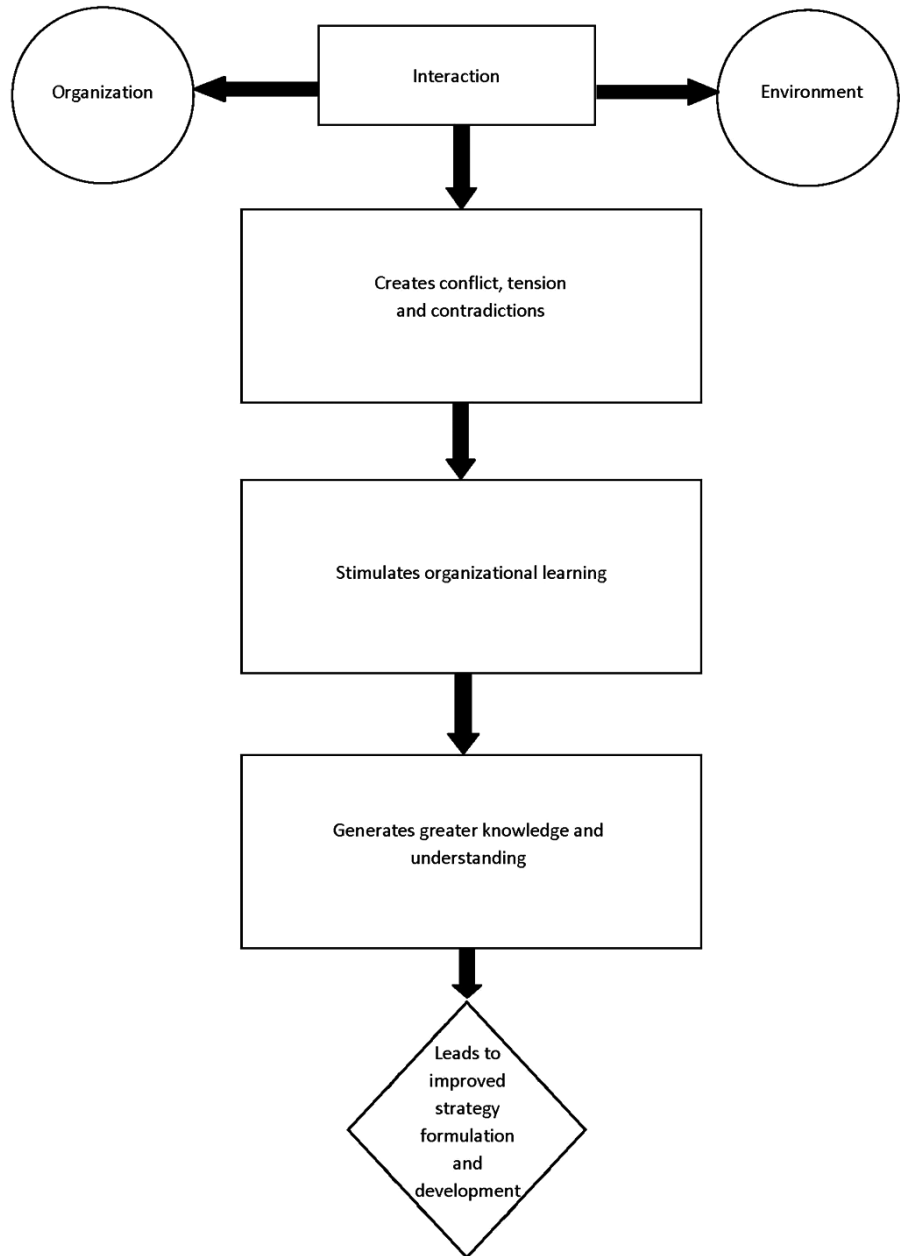 Organization
Interaction
Environment
Creates conflict, tension
and contradictions
Stimulates organizational learning
Generates greater knowledge and
understanding
Leads to
improved
strategy
formulation
and
development